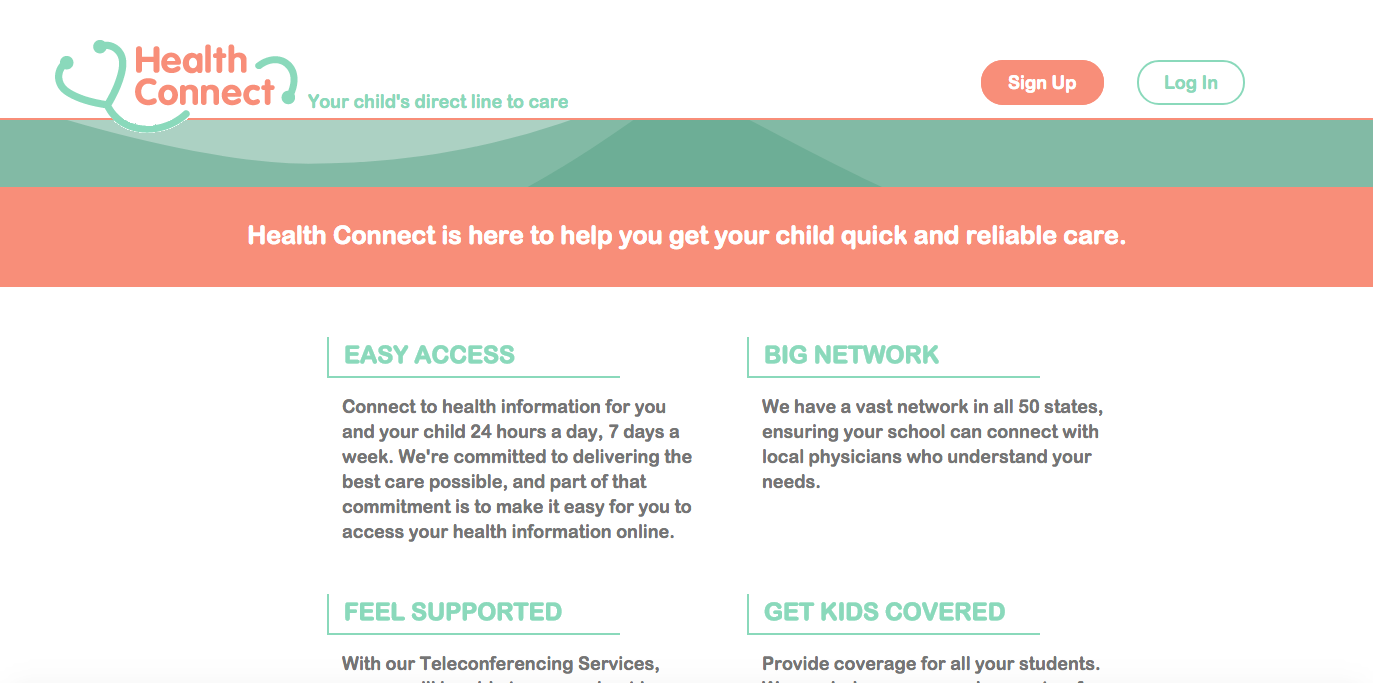 Health
Connect
Your child's direct line to care
Sign Up
Log In
Health Connect is here to help you get your child quick and reliable care.
EASY ACCESS
Connect to health information for you
and your child 24 hours a day, 7 days a
week. We're committed to delivering the
best care possible, and part of that
commitment is to make it easy for you to
access your health information online.
BIG NETWORK
We have a vast network in all 50 states,
ensuring your school can connect with
local physicians who understand your
needs.
FEEL SUPPORTED
With our Teleconferencing Services,
GET KIDS COVERED
Provide coverage for all your students.